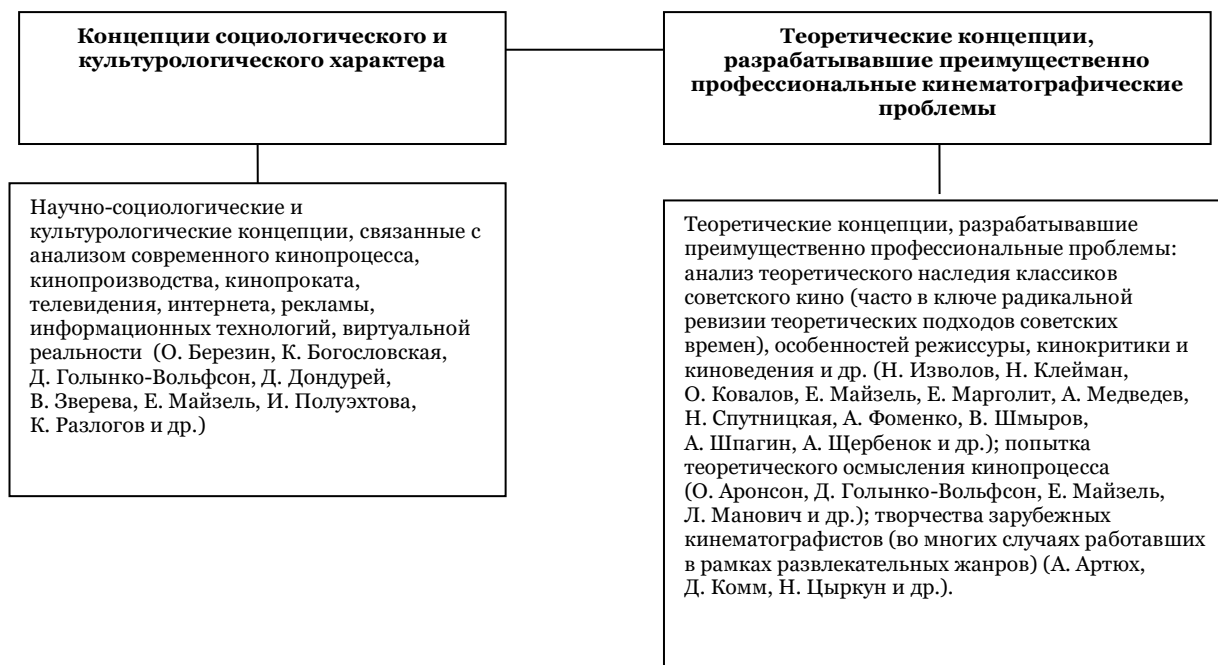 Концепции социологического и
культурологического характера
Теоретические концепции,
разрабатывавшие преимущественно
профессиональные кинематографические
проблемы
Научно-социологические и
культурологические концепции, связанные с
анализом современного кинопроцесса,
кинопроизводства, кинопроката,
телевидения, интернета, рекламы,
информационных технологий, виртуальной
реальности (О. Березин, К. Богословская,
Д. Голынко-Вольфсон, Д. Дондурей,
В. Зверева, Е. Майзель, И. Полуэхтова,
К. Разлогов и др.)
Теоретические концепции, разрабатывавшие
преимущественно профессиональные проблемы:
анализ теоретического наследия классиков
советского кино (часто в ключе радикальной
ревизии теоретических подходов советских
времен), особенностей режиссуры, кинокритики и
киноведения и др. (Н. Изволов, Н. Клейман,
О. Ковалов, Е. Майзель, Е. Марголит, А. Медведев,
Н. Спутницкая, А. Фоменко, В. Шмыров,
А. Шпагин, А. Щербенок и др.); попытка
теоретического осмысления кинопроцесса
(О. Аронсон, Д. Голынко-Вольфсон, Е. Майзель,
Л. Манович и др.); творчества зарубежных
кинематографистов (во многих случаях работавших
в рамках развлекательных жанров) (А. Артюх,
Д. Комм, Н. Цыркун и др.).